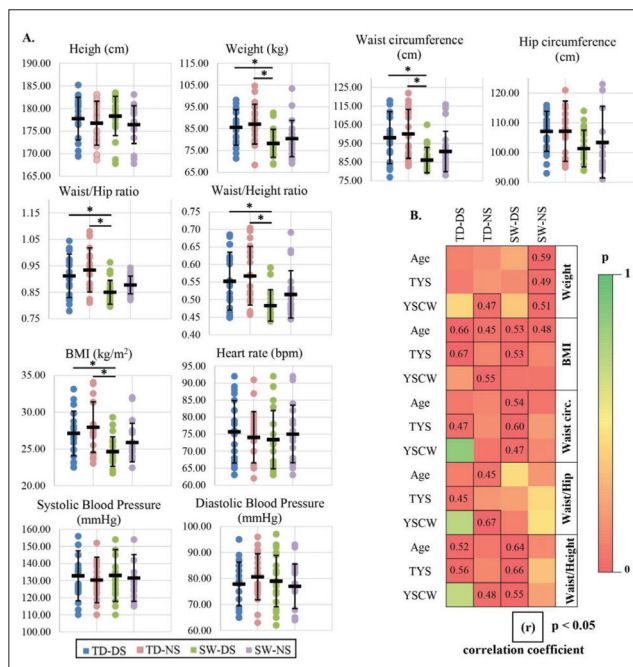 A.
Heigh (cm)
190.00
185.00
180.00
175.00
170.00
165.00
Weight (kg)
*
*
115.00
105.00
95.00
85.00
75.00
65.00
Waist circumference
(cm)
*
*
125.00
115.00
105.00
95.00
85.00
75.00
Hip circumference
(cm)
120.00
110.00
100.00
90.00
Waist/Hip ratio
*
*
1.15
1.05
0.95
0.85
0.75
Waist/Height ratio
*
*
0.75
0.70
0.65
0.60
0.55
0.50
0.45
0.40
BMI (kg/m²)
*
*
35.00
30.00
25.00
20.00
Heart rate (bpm)
95.00
90.00
85.00
80.00
75.00
70.00
65.00
60.00
Systolic Blood Pressure
(mmHg)
160.00
150.00
140.00
130.00
120.00
110.00
100.00
Diastolic Blood Pressure
(mmHg)
100.00
90.00
80.00
70.00
60.00
TD-DS TD-NS SW-DS SW-NS
B.
TD-DS TD-NS SW-DS SW-NS
Age 0.59
TYS 0.49
YSCW 0.47 0.51
Weight
Age 0.66 0.45 0.53 0.48
TYS 0.67 0.53
YSCW 0.55
BMI
Age 0.54
TYS 0.47 0.60
YSCW 0.47
Waist circ.
Age 0.45
TYS 0.45
YSCW 0.67
Waist/Hip
Age 0.52 0.64
TYS 0.56 0.66
YSCW 0.48 0.55
Waist/Height
p
1
0
(r) p < 0.05
correlation coefficient